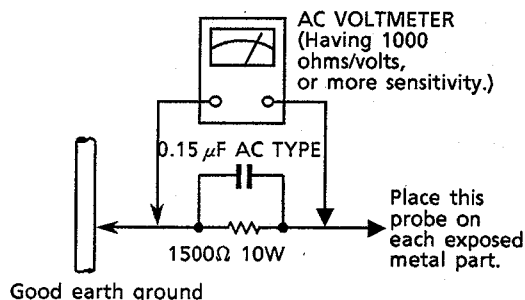 AC VOLTMETER
(Having 1000
ohms/volts,
or more sensitivity.)
0.15 μF AC TYPE
1500Ω 10W
Place this
probe on
each exposed
metal part.
Good earth ground